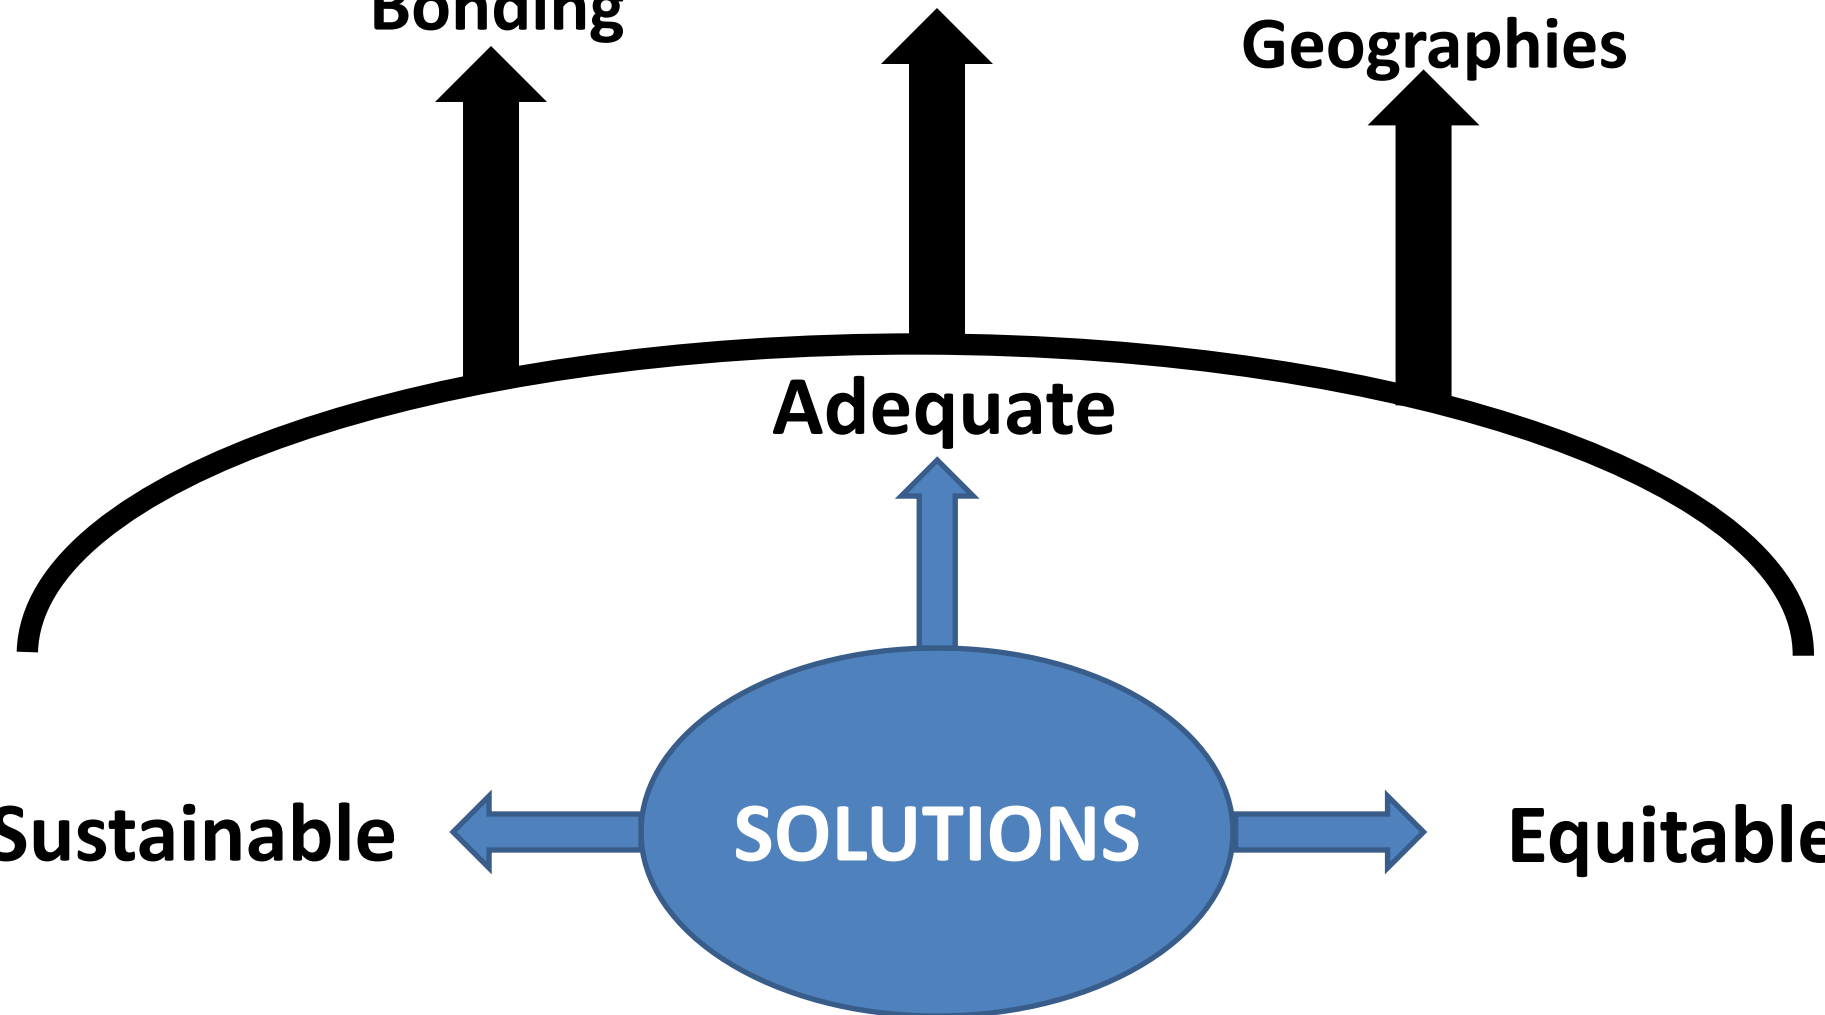 Bonding
Geographies
Adequate
Sustainable
SOLUTIONS
Equitable